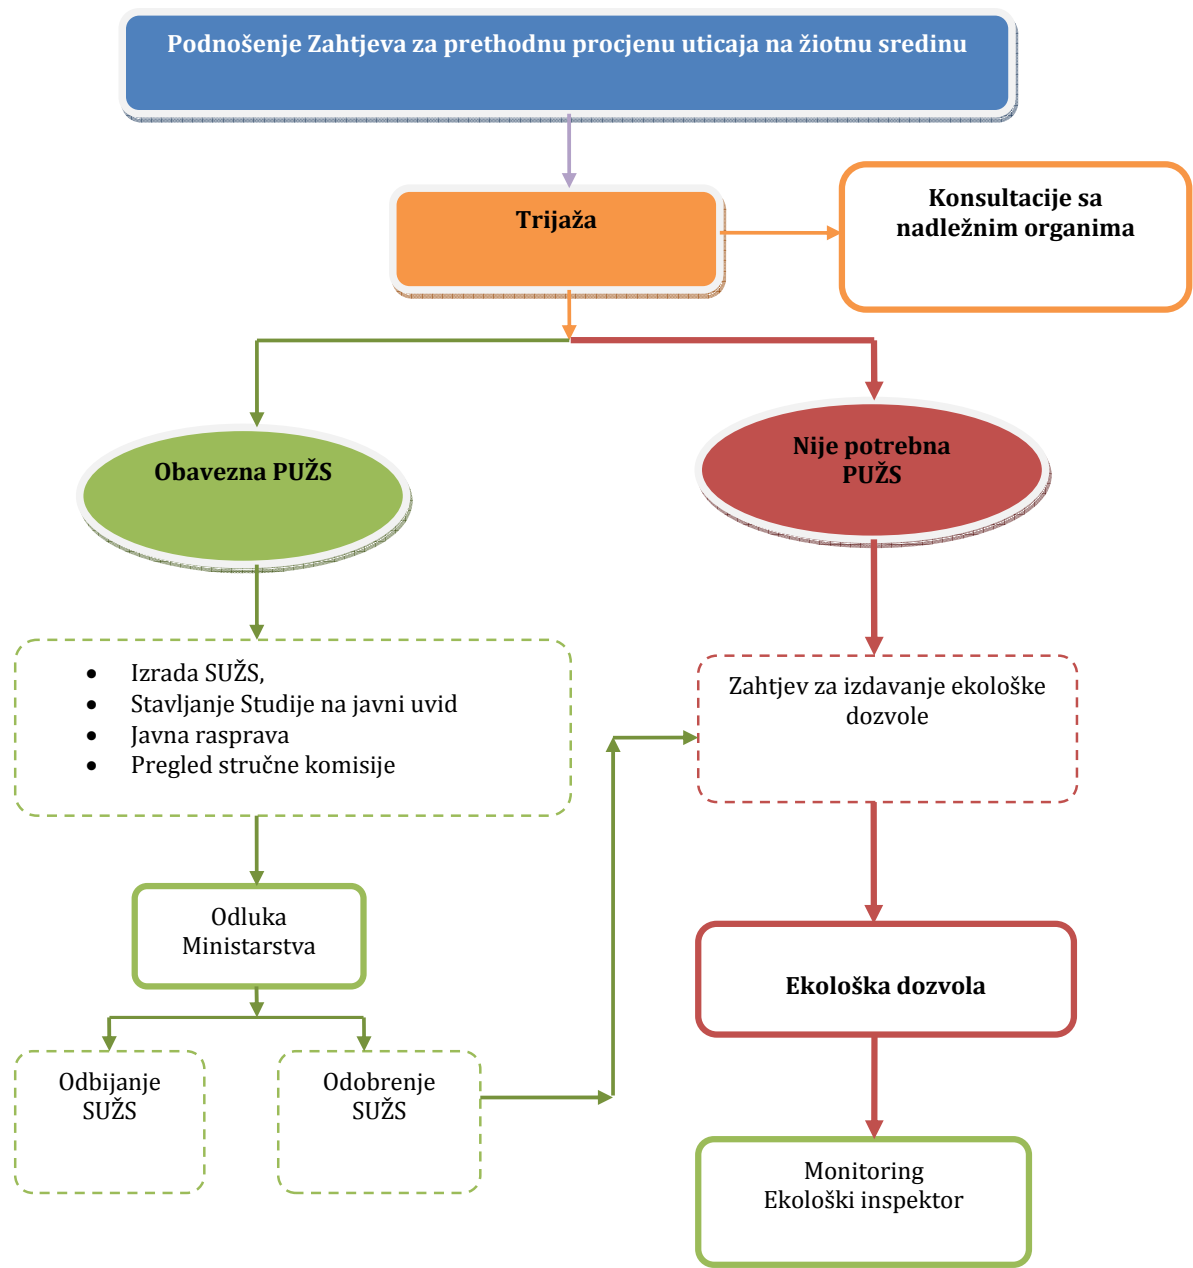 Podnošenje Zahtjeva za prethodnu procjenu uticaja na žiotnu sredinu
Trijaža
Konsultacije sa
nadležnim organima
Obavezna PUŽS
Nije potrebna
PUŽS
• Izrada SUŽS,
• Stavljanje Studije na javni uvid
• Javna rasprava
• Pregled stručne komisije
Zahtjev za izdavanje ekološke
dozvole
Odluka
Ministarstva
Ekološka dozvola
Odbijanje
SUŽS
Odobrenje
SUŽS
Monitoring
Ekološki inspektor